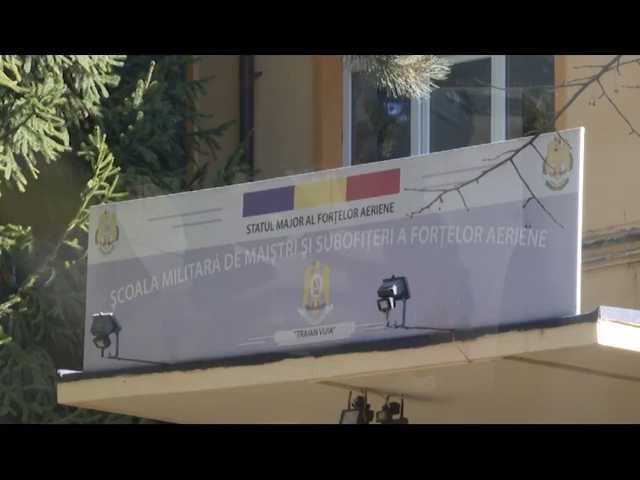 STATUL MAJOR AL FORȚELOR AERIENE
ȘCOALA MILITARĂ DE MAIȘTRI ȘI SUBOFIȚERI A FORȚELOR AERIENE
"TRAIAN VUIA"